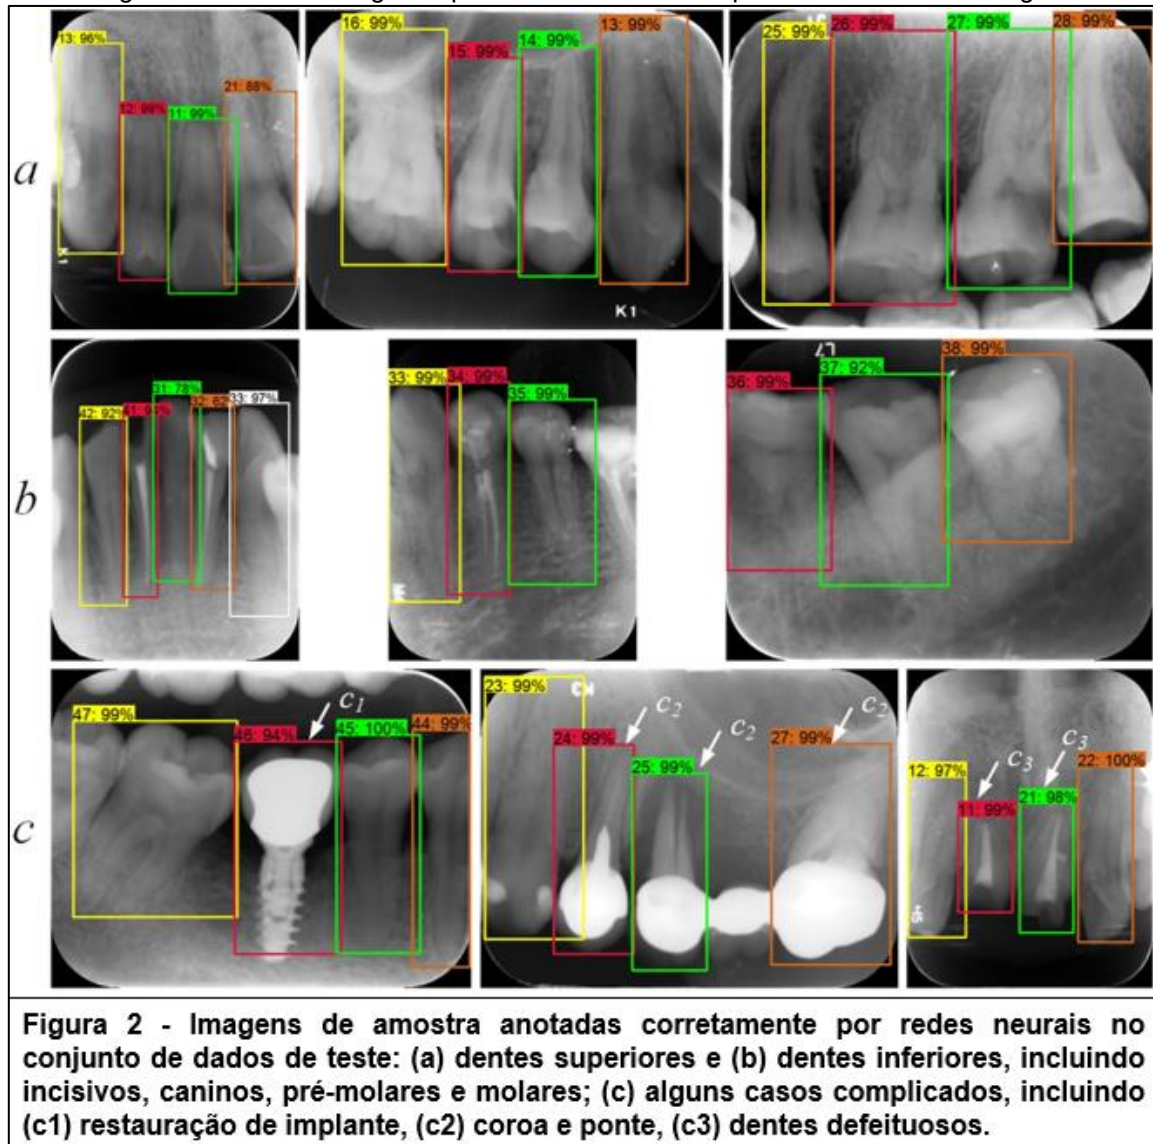 13: 96%
12: 99%
11: 99%
21: 88%
16: 99%
15: 99%
14: 99%
13: 99%
K1
25: 99%
26: 99%
27: 99%
28: 99%
a
42: 92%
31: 78%
33: 97%
33: 99%
34: 99%
35: 99%
L7
36: 99%
37: 92%
38: 99%
b
47: 99%
46: 94%
c1
45: 100%
44: 99%
23: 99%
24: 99%
c2
25: 99%
c2
27: 99%
c2
12: 97%
11: 99%
c3
21: 98%
c3
22: 100%
c
Figura 2 - Imagens de amostra anotadas corretamente por redes neurais no
conjunto de dados de teste: (a) dentes superiores e (b) dentes inferiores, incluindo
incisivos, caninos, pré-molares e molares; (c) alguns casos complicados, incluindo
(c1) restauração de implante, (c2) coroa e ponte, (c3) dentes defeituosos.